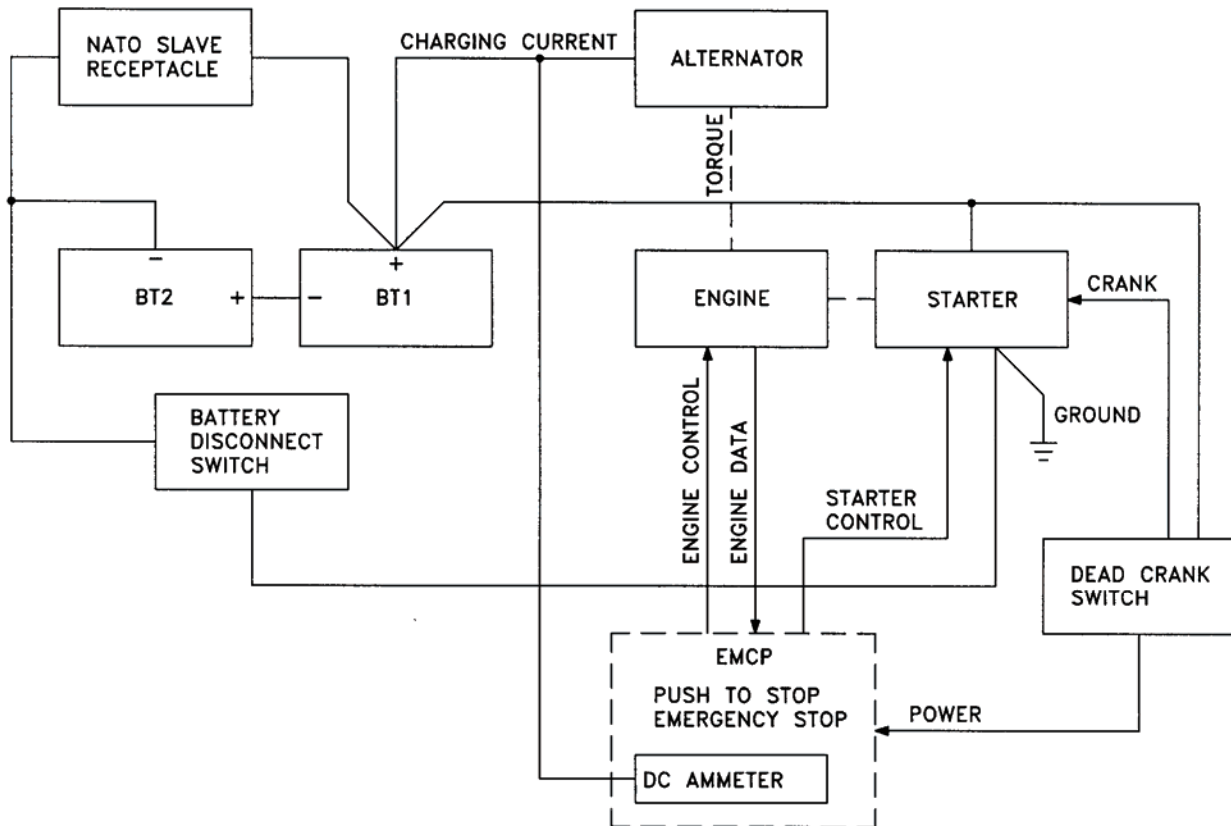 NATO SLAVE
RECEPTACLE
CHARGING CURRENT
ALTERNATOR
TORQUE
-
BT2
+
-
+
BT1
ENGINE
STARTER
CRANK
BATTERY
DISCONNECT
SWITCH
ENGINE CONTROL
ENGINE DATA
STARTER
CONTROL
GROUND
DEAD CRANK
SWITCH
EMCP
PUSH TO STOP
EMERGENCY STOP
POWER
DC AMMETER